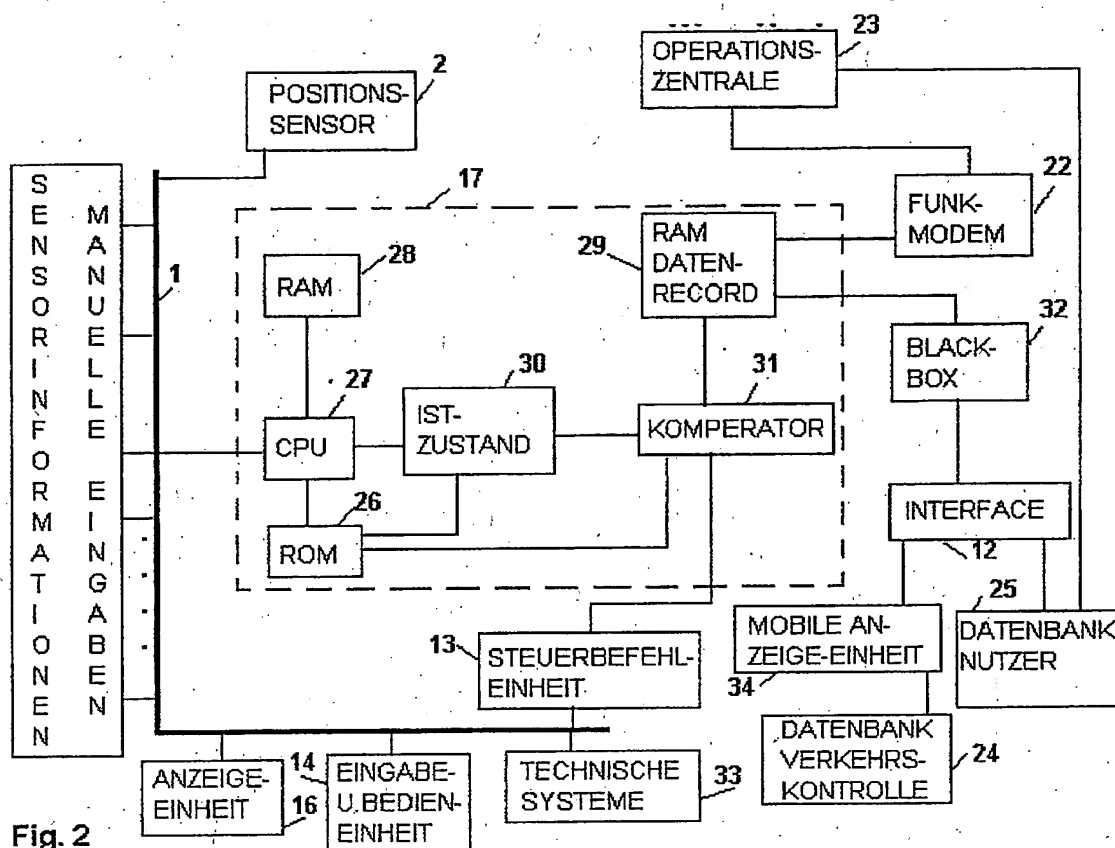 23
OPERATIONS-
ZENTRALE
2
POSITIONS-
SENSOR
SENSORINFORMATIONEN
MANUELLE EINGABEN
1
17
22
FUNK-
MODEM
28
RAM
29
RAM
DATEN-
RECORD
32
BLACK-
BOX
27
CPU
30
IST-
ZUSTAND
31
KOMPERATOR
26
ROM
INTERFACE
12
25
DATENBANK
NUTZER
13
STEUERBEFEHL-
EINHEIT
MOBILE AN-
ZEIGE-EINHEIT
34
DATENBANK
VERKEHRS-
KONTROLLE
24
ANZEIGE-
EINHEIT
16
14
EINGABE-
U.BEDIEN-
EINHEIT
TECHNISCHE
SYSTEME
33
Fig. 2